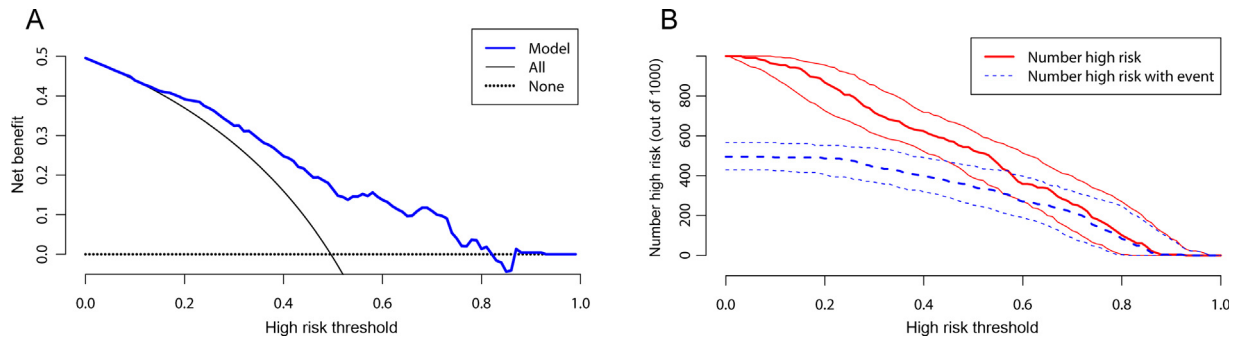 A
Net benefit
0.5
0.4
0.3
0.2
0.1
0.0
Model
All
None
0.0 0.2 0.4 0.6 0.8 1.0
High risk threshold
B
Number high risk (out of 1000)
800
600
400
200
0
Number high risk
Number high risk with event
0.0 0.2 0.4 0.6 0.8 1.0
High risk threshold